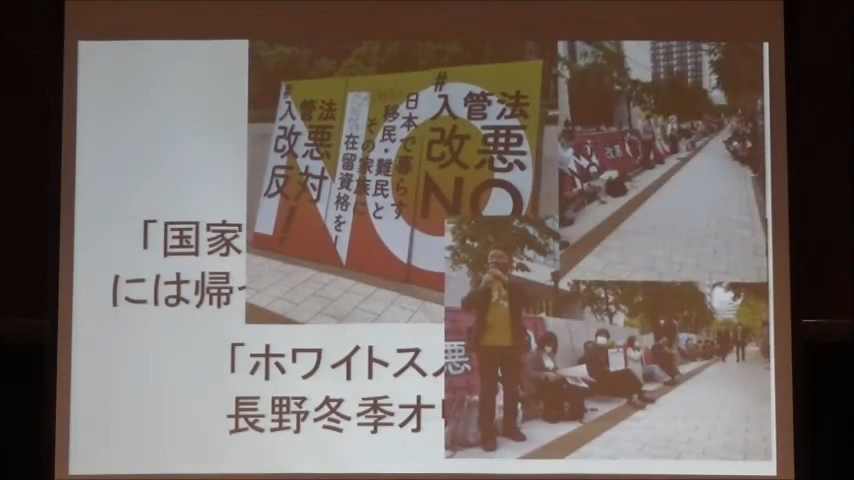 #入管法
改悪
反対
日本で暮らす
移民・難民と
その家族に
在留資格を!
#入管法
改悪
NO
「国家
には帰っ
「ホワイトス
悪
長野冬季オ